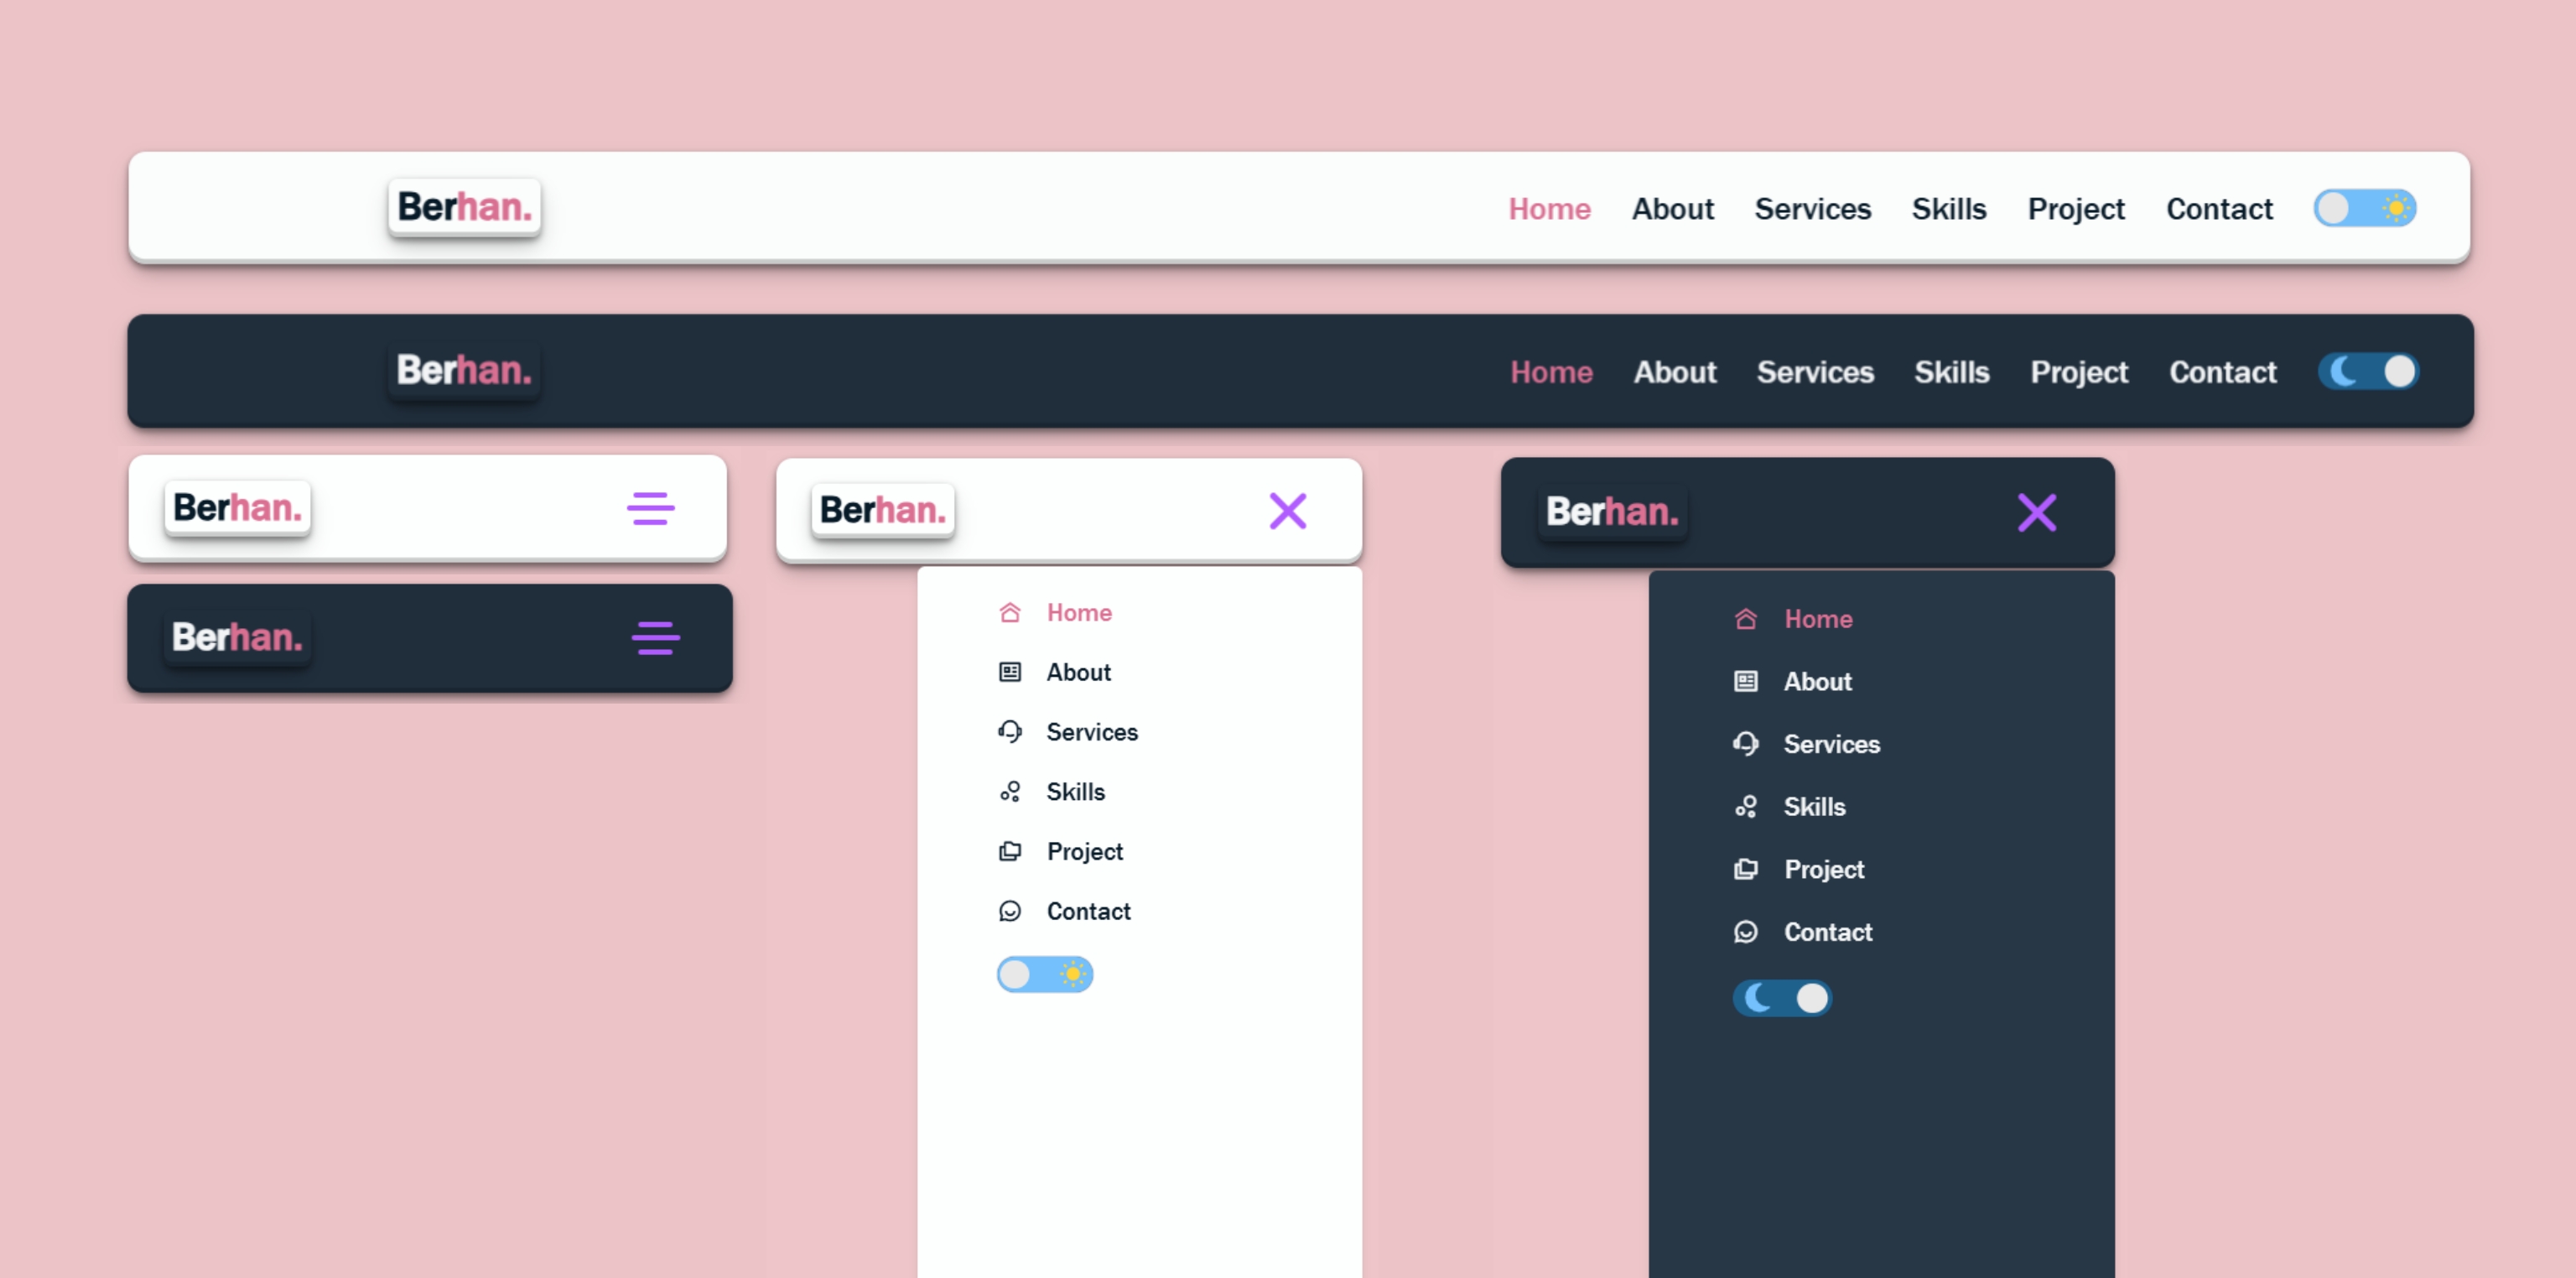 Berhan. Home About Services Skills Project Contact
Berhan. Home About Services Skills Project Contact
Berhan.
Berhan.
Berhan.
Home
About
Services
Skills
Project
Contact
Berhan.
Home
About
Services
Skills
Project
Contact